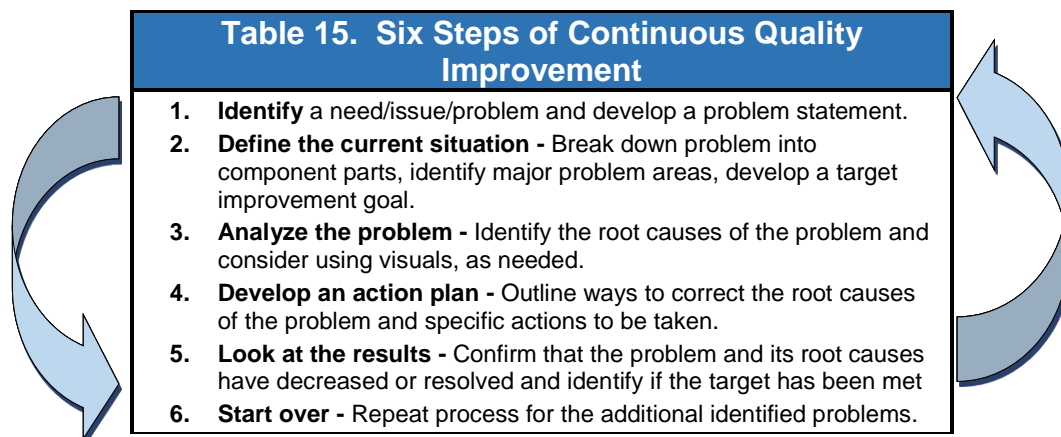 Table 15. Six Steps of Continuous Quality
Improvement
1. Identify a need/issue/problem and develop a problem statement.
2. Define the current situation - Break down problem into
component parts, identify major problem areas, develop a target
improvement goal.
3. Analyze the problem - Identify the root causes of the problem and
consider using visuals, as needed.
4. Develop an action plan - Outline ways to correct the root causes
of the problem and specific actions to be taken.
5. Look at the results - Confirm that the problem and its root causes
have decreased or resolved and identify if the target has been met
6. Start over - Repeat process for the additional identified problems.